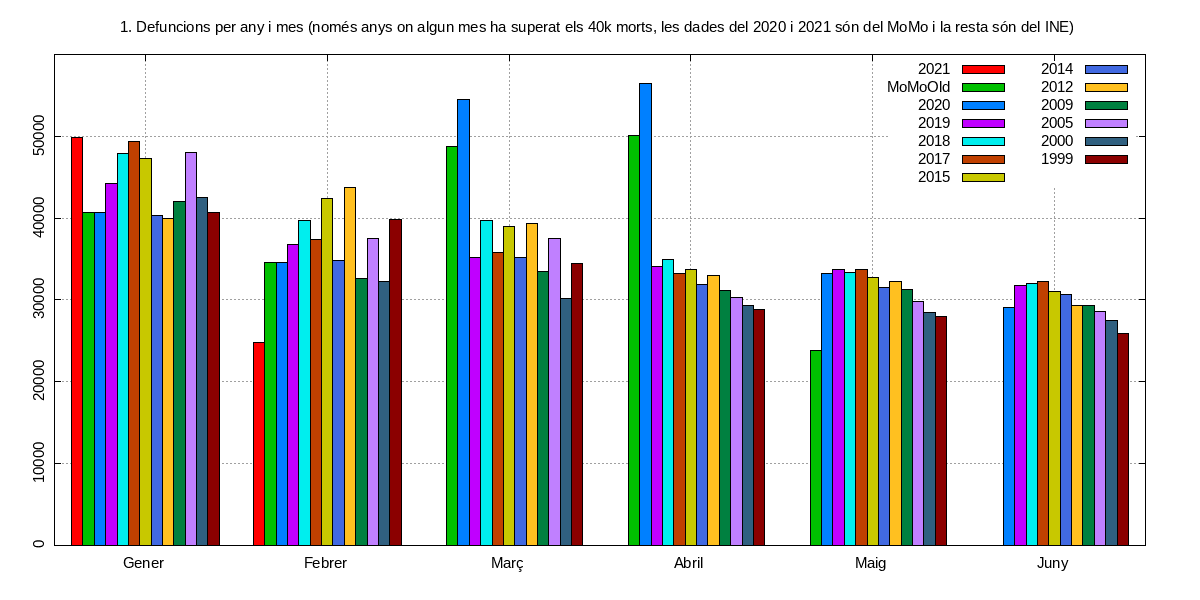 1. Defuncions per any i mes (només anys on algun mes ha superat els 40k morts, les dades del 2020 i 2021 són del MoMo i la resta són del INE)
2021
MoMoOld
2020
2019
2018
2017
2015
2014
2012
2009
2005
2000
1999
50000
40000
30000
20000
10000
0
Gener
Febrer
Març
Abril
Maig
Juny